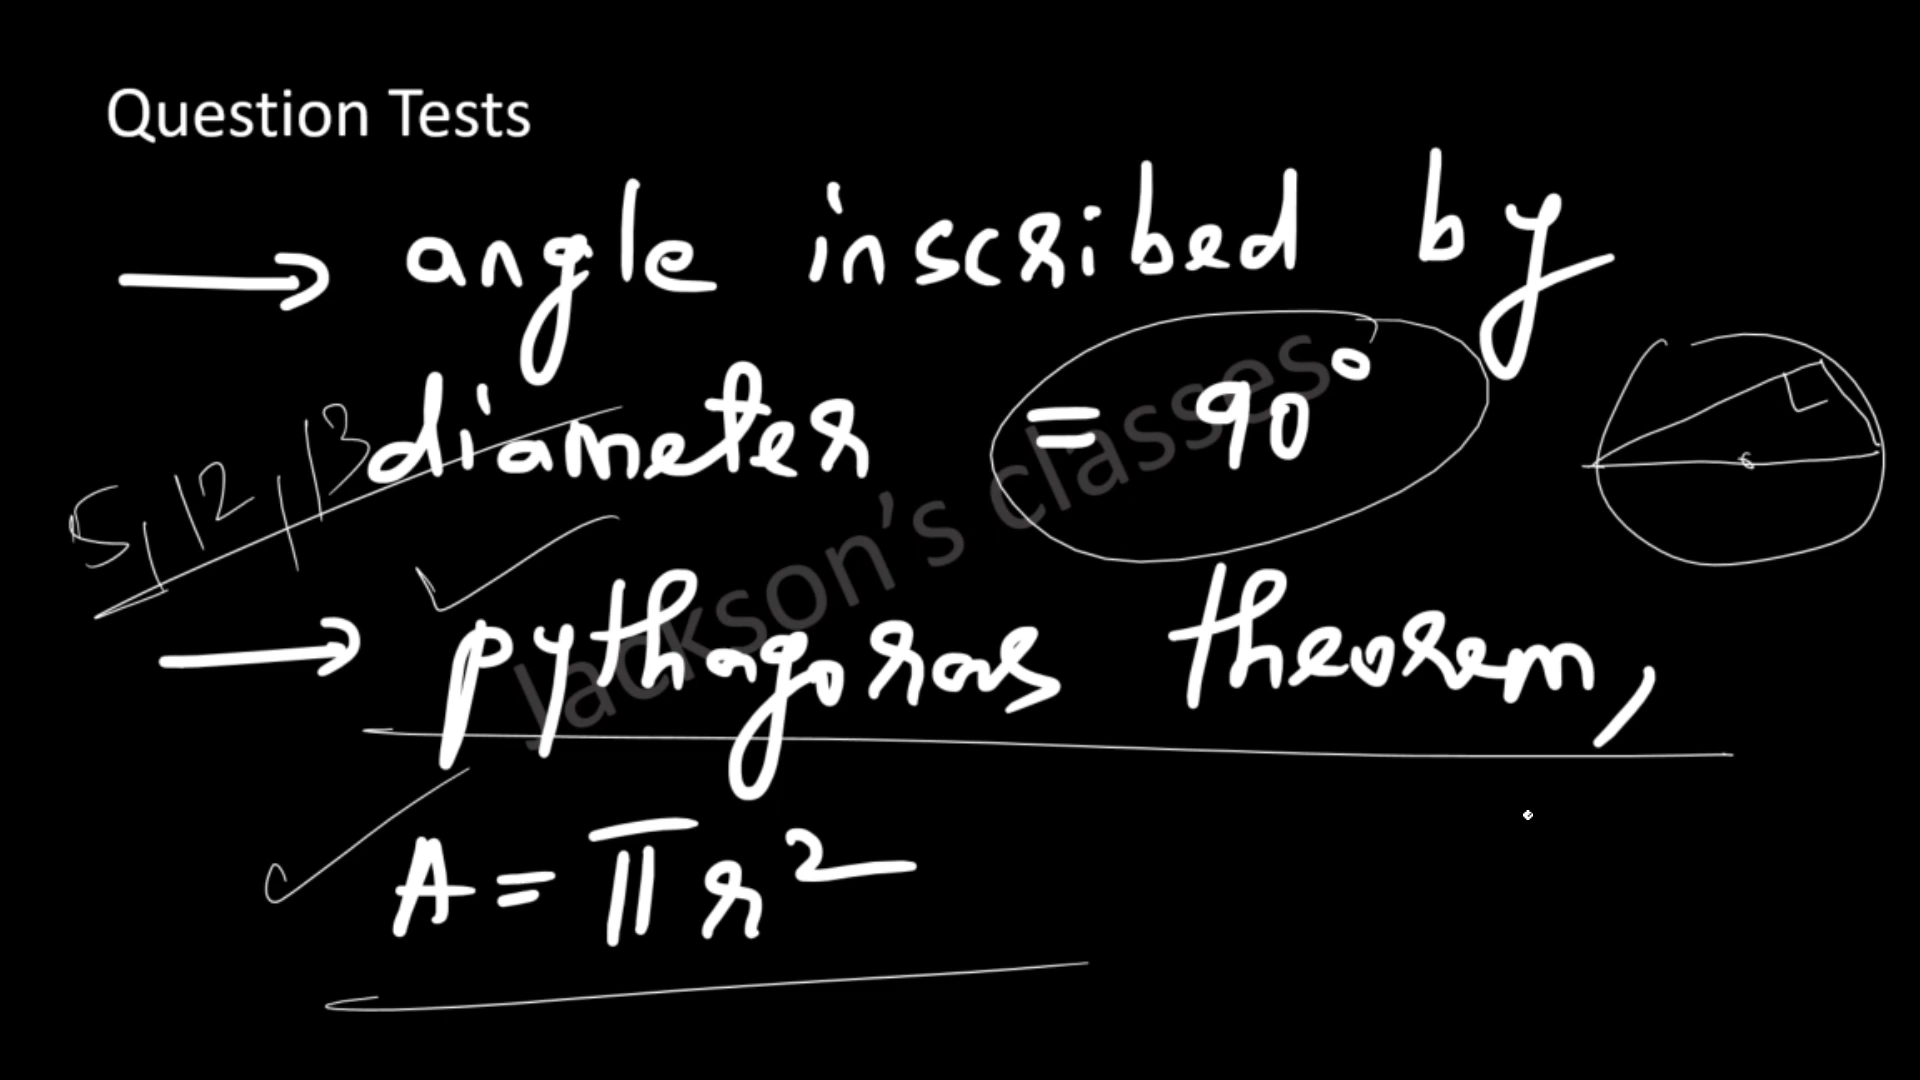 Question Tests
→ angle inscribed by
diameter = 90°
5, 12, 13
→ pythagoras theorem,
A = πr²
Jackson's classes